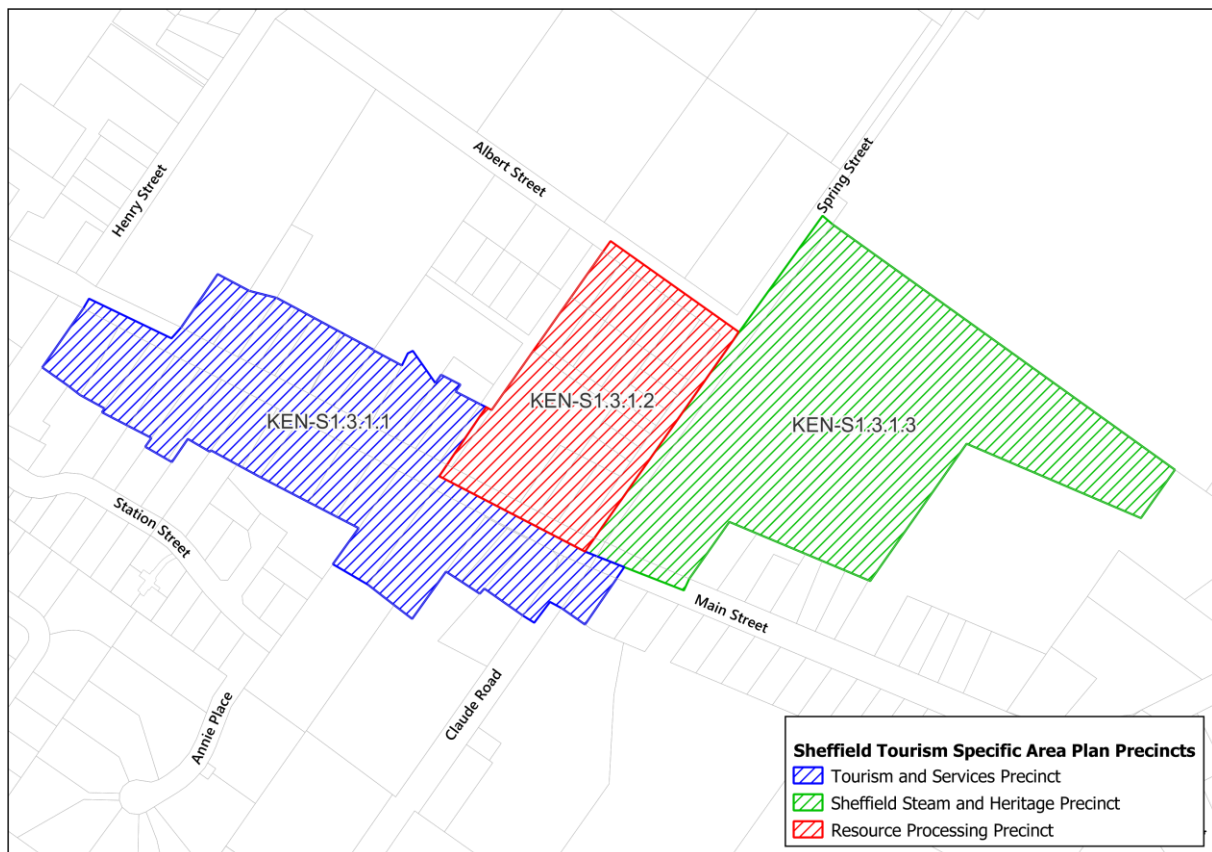 Albert Street
Spring Street
Henry Street
KEN-S1.3.1.2
KEN-S1.3.1.1
KEN-S1.3.1.3
Station Street
Main Street
Annie Place
Claude Road
Sheffield Tourism Specific Area Plan Precincts
Tourism and Services Precinct
Sheffield Steam and Heritage Precinct
Resource Processing Precinct